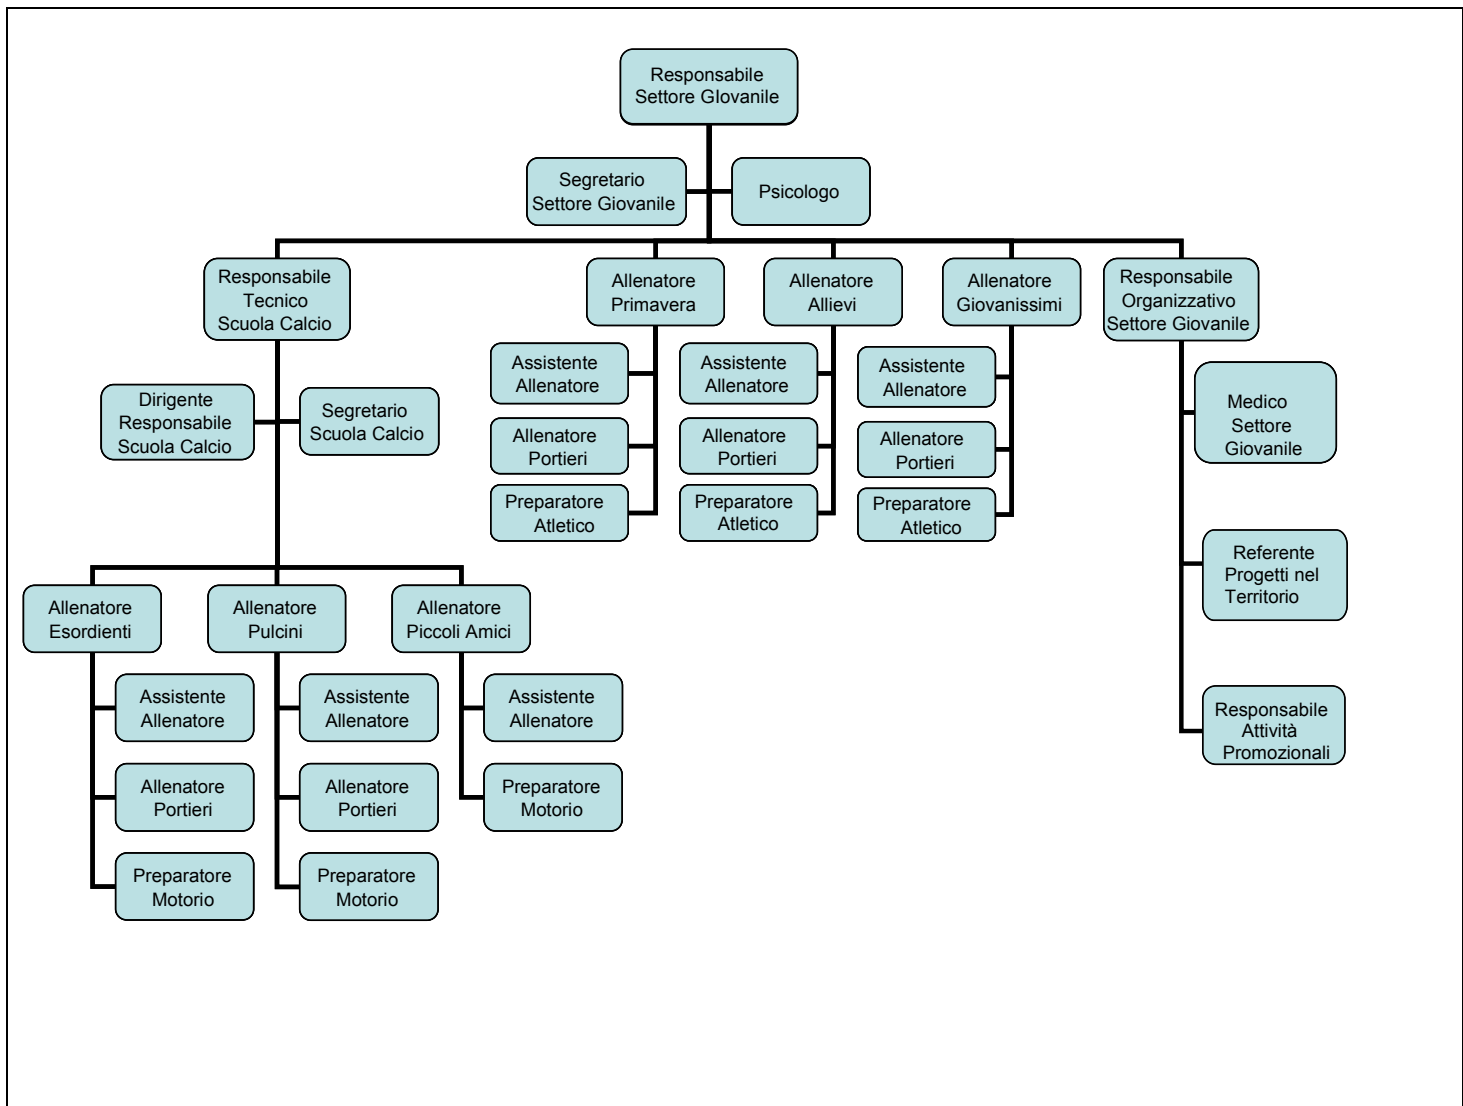 Responsabile
Settore GIovanile
Segretario
Settore Giovanile
Psicologo
Responsabile
Tecnico
Scuola Calcio
Allenatore
Primavera
Allenatore
Allievi
Allenatore
Giovanissimi
Responsabile
Organizzativo
Settore Giovanile
Dirigente
Responsabile
Scuola Calcio
Segretario
Scuola Calcio
Assistente
Allenatore
Allenatore
Portieri
Preparatore
Atletico
Assistente
Allenatore
Allenatore
Portieri
Preparatore
Atletico
Assistente
Allenatore
Allenatore
Portieri
Preparatore
Atletico
Medico
Settore
Giovanile
Referente
Progetti nel
Territorio
Responsabile
Attività
Promozionali
Allenatore
Esordienti
Allenatore
Pulcini
Allenatore
Piccoli Amici
Assistente
Allenatore
Allenatore
Portieri
Preparatore
Motorio
Assistente
Allenatore
Allenatore
Portieri
Preparatore
Motorio
Assistente
Allenatore
Preparatore
Motorio